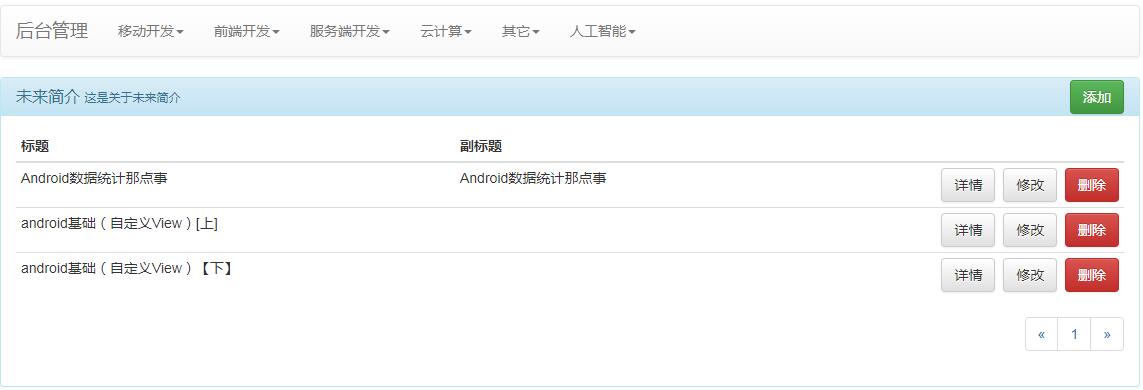 后台管理 移动开发 前端开发 服务端开发 云计算 其它 人工智能
未来简介 这是关于未来简介 添加
标题 副标题
Android数据统计那点事 Android数据统计那点事 详情 修改 删除
android基础（自定义View）[上] 详情 修改 删除
android基础（自定义View）【下】 详情 修改 删除
« 1 »